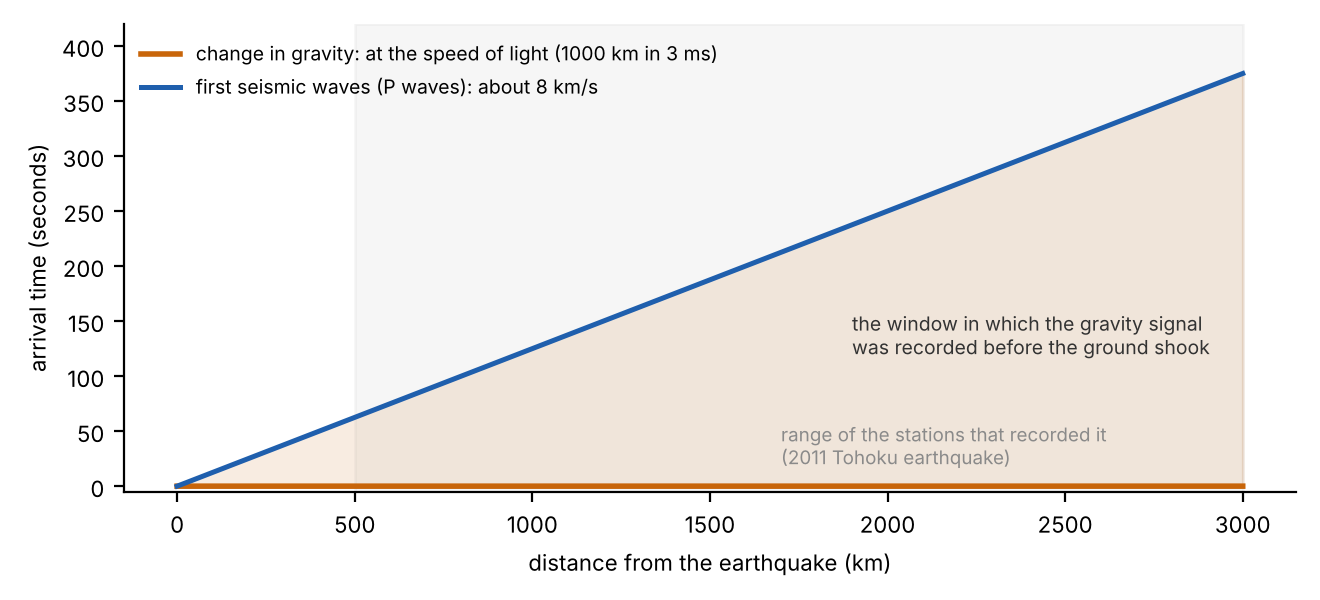 change in gravity: at the speed of light (1000 km in 3 ms)
first seismic waves (P waves): about 8 km/s
arrival time (seconds)
400
350
300
250
200
150
100
50
0
the window in which the gravity signal
was recorded before the ground shook
range of the stations that recorded it
(2011 Tohoku earthquake)
0
500
1000
1500
2000
2500
3000
distance from the earthquake (km)